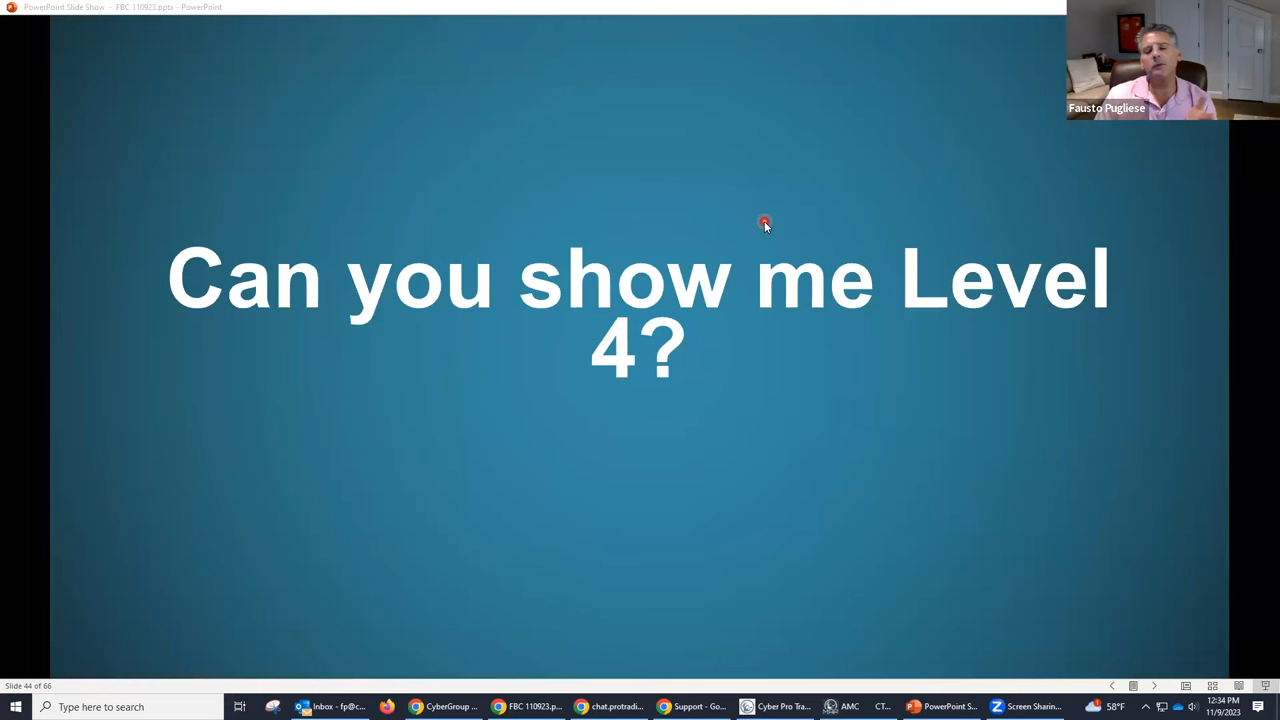 PowerPoint Slide Show - FBC 110923.pptx - PowerPoint
Fausto Pugliese
Can you show me Level
4?
Slide 44 of 66
Type here to search
Inbox - fp@c...
CyberGroup ...
FBC 110923.p...
chat.protradi...
Support - Go...
Cyber Pro Tra...
AMC CT...
PowerPoint S...
Screen Sharin...
58°F
12:34 PM
11/9/2023